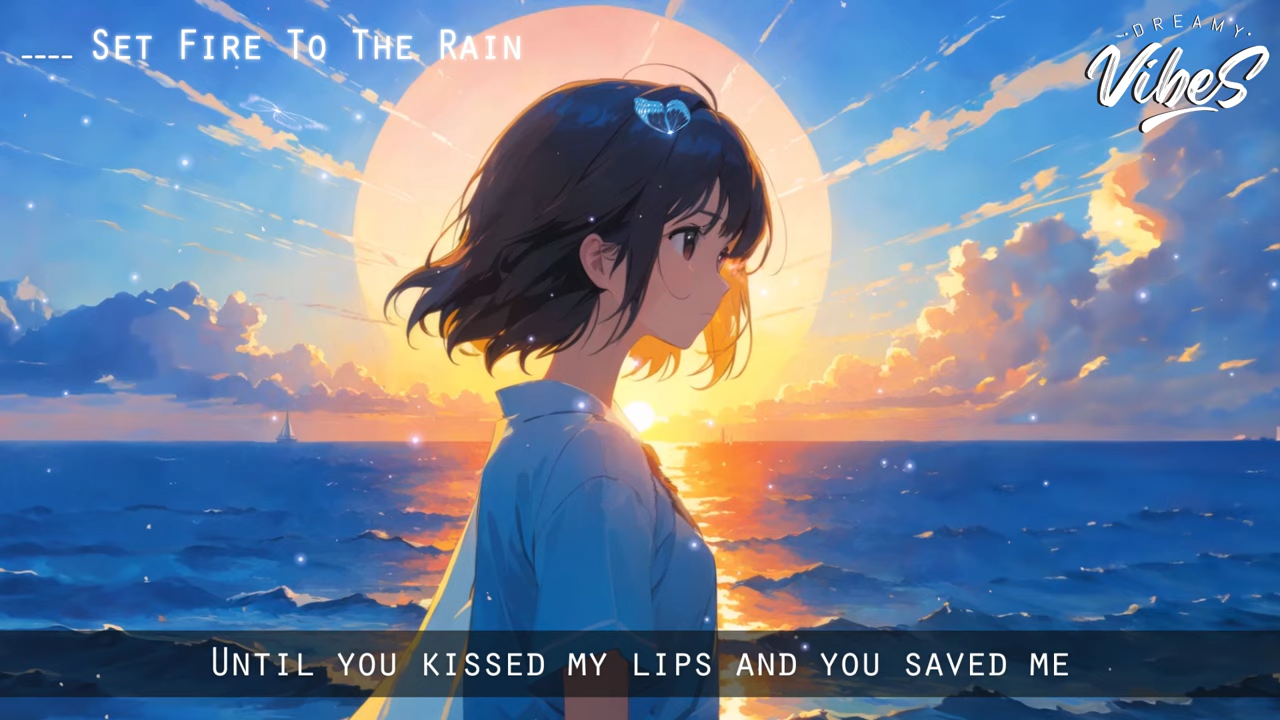 ____ Set Fire To The Rain
DREAMY
Vibes
Until you kissed my lips and you saved me